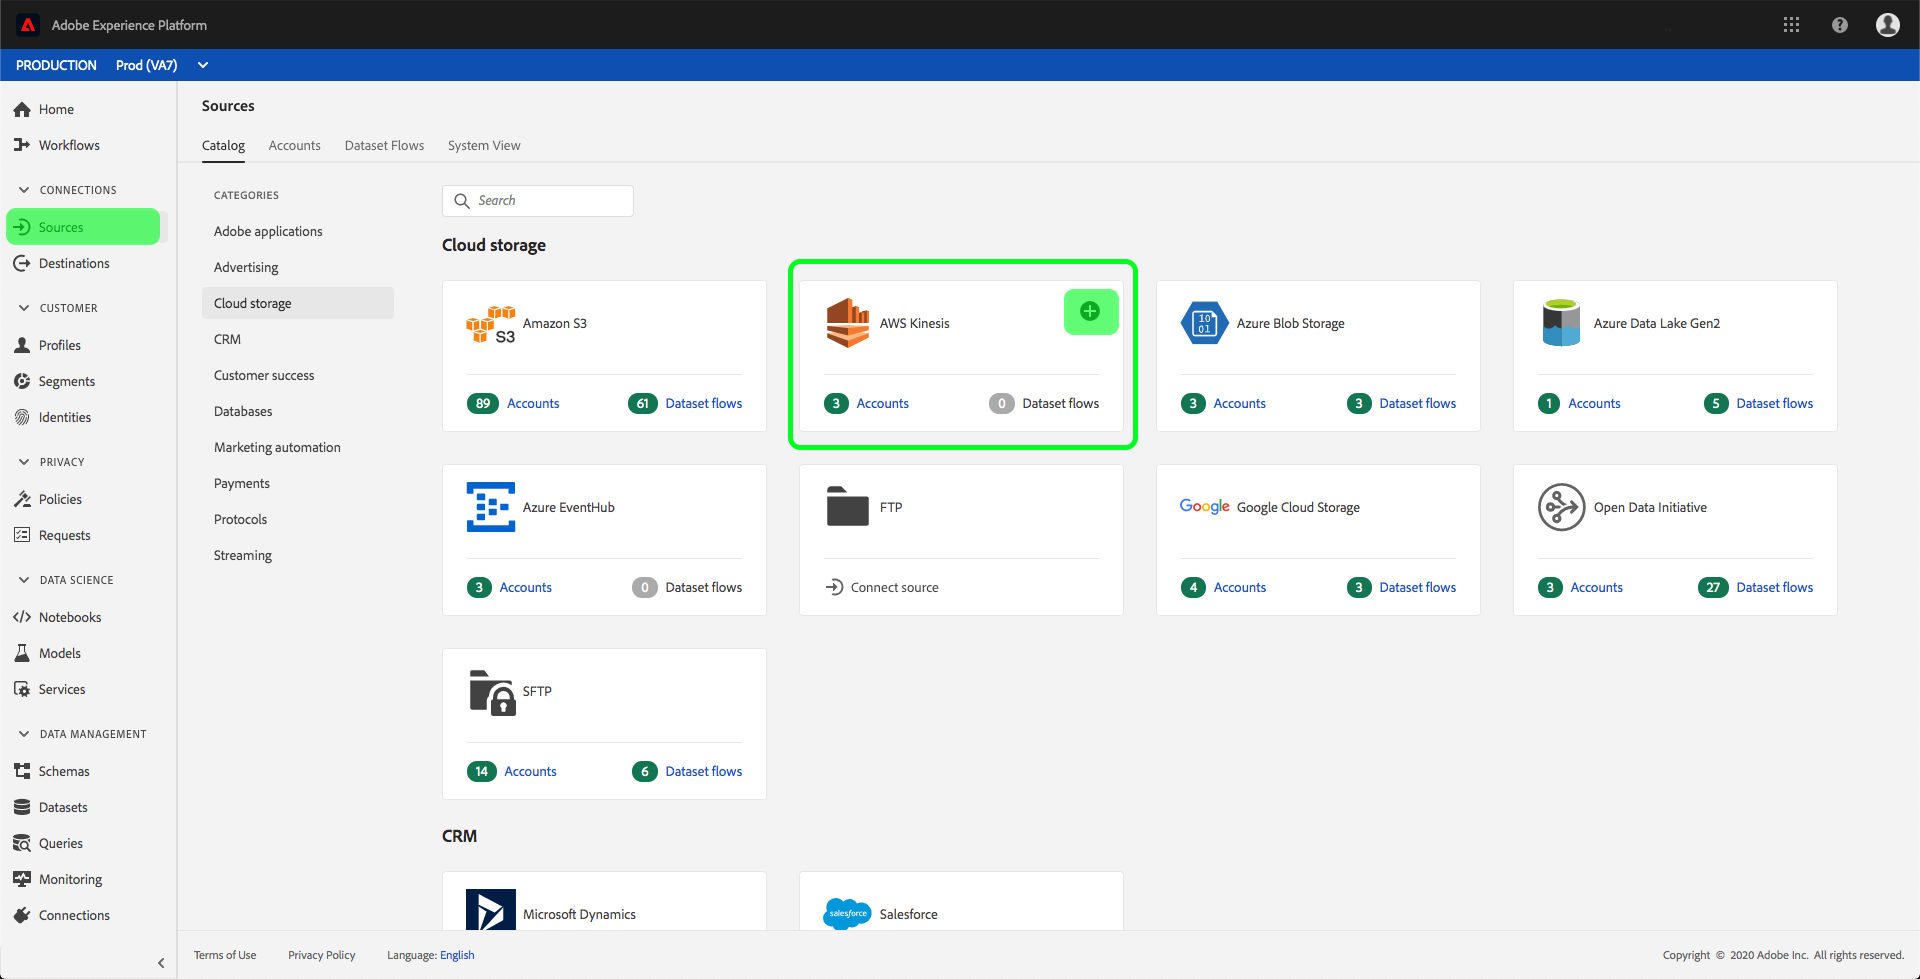 Adobe Experience Platform
PRODUCTION Prod (VA7)
Home
Workflows
CONNECTIONS
Sources
Destinations
CUSTOMER
Profiles
Segments
Identities
PRIVACY
Policies
Requests
DATA SCIENCE
Notebooks
Models
Services
DATA MANAGEMENT
Schemas
Datasets
Queries
Monitoring
Connections
Sources
Catalog Accounts Dataset Flows System View
CATEGORIES
Adobe applications
Advertising
Cloud storage
CRM
Customer success
Databases
Marketing automation
Payments
Protocols
Streaming
Search
Cloud storage
S3 Amazon S3
89 Accounts 61 Dataset flows
AWS Kinesis
3 Accounts 0 Dataset flows
10 01 Azure Blob Storage
3 Accounts 3 Dataset flows
Azure Data Lake Gen2
1 Accounts 5 Dataset flows
Azure EventHub
3 Accounts 0 Dataset flows
FTP
Connect source
Google Google Cloud Storage
4 Accounts 3 Dataset flows
Open Data Initiative
3 Accounts 27 Dataset flows
SFTP
14 Accounts 6 Dataset flows
CRM
Microsoft Dynamics
salesforce Salesforce
Terms of Use Privacy Policy Language: English Copyright © 2020 Adobe Inc. All rights reserved.